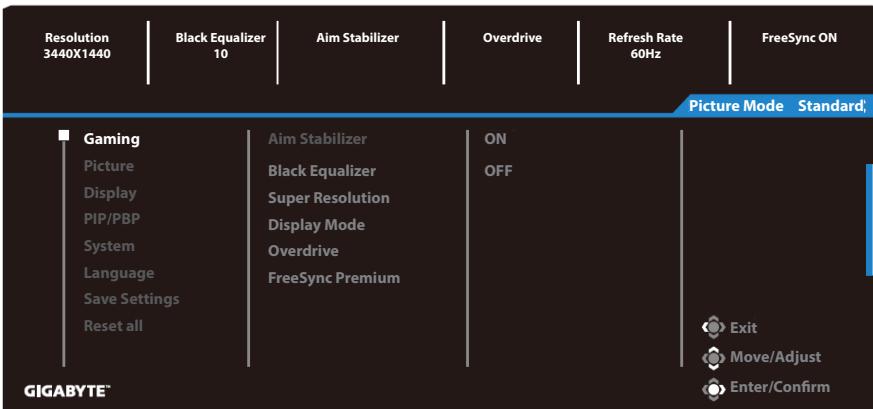 Resolution
3440X1440
Black Equalizer
10
Aim Stabilizer
Overdrive
Refresh Rate
60Hz
FreeSync ON
Picture Mode Standard
Gaming
Picture
Display
PIP/PBP
System
Language
Save Settings
Reset all
Aim Stabilizer
Black Equalizer
Super Resolution
Display Mode
Overdrive
FreeSync Premium
ON
OFF
Exit
Move/Adjust
Enter/Confirm
GIGABYTE™